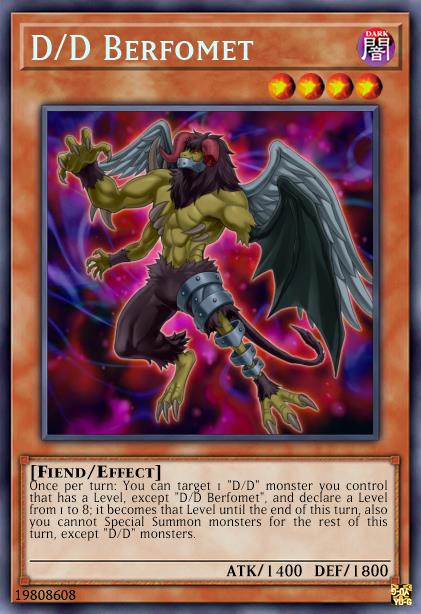 D/D Berfomet
DARK
闇
[Fiend/Effect]
Once per turn: You can target 1 "D/D" monster you control
that has a Level, except "D/D Berfomet", and declare a Level
from 1 to 8; it becomes that Level until the end of this turn, also
you cannot Special Summon monsters for the rest of this
turn, except "D/D" monsters.
ATK/1400 DEF/1800
19808608